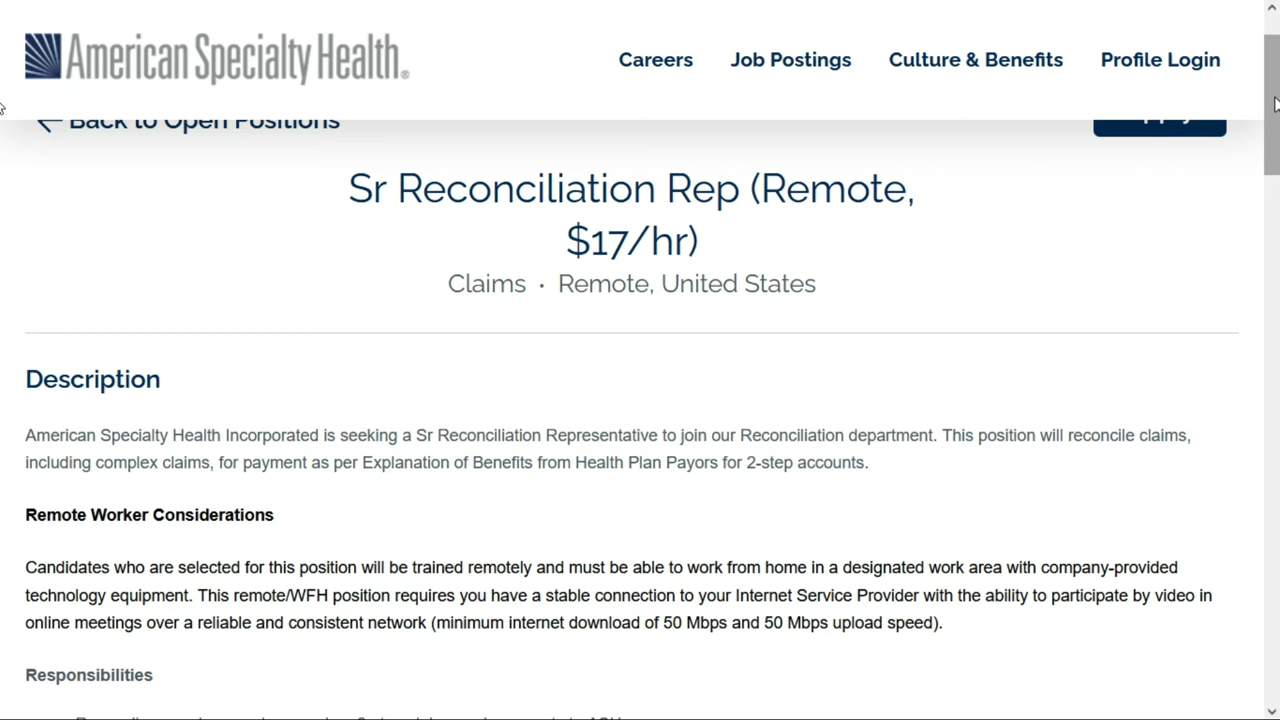 American Specialty Health®
Careers Job Postings Culture & Benefits Profile Login
Back to Open Positions
Sr Reconciliation Rep (Remote,
$17/hr)
Claims · Remote, United States
Description
American Specialty Health Incorporated is seeking a Sr Reconciliation Representative to join our Reconciliation department. This position will reconcile claims,
including complex claims, for payment as per Explanation of Benefits from Health Plan Payors for 2-step accounts.
Remote Worker Considerations
Candidates who are selected for this position will be trained remotely and must be able to work from home in a designated work area with company-provided
technology equipment. This remote/WFH position requires you have a stable connection to your Internet Service Provider with the ability to participate by video in
online meetings over a reliable and consistent network (minimum internet download of 50 Mbps and 50 Mbps upload speed).
Responsibilities